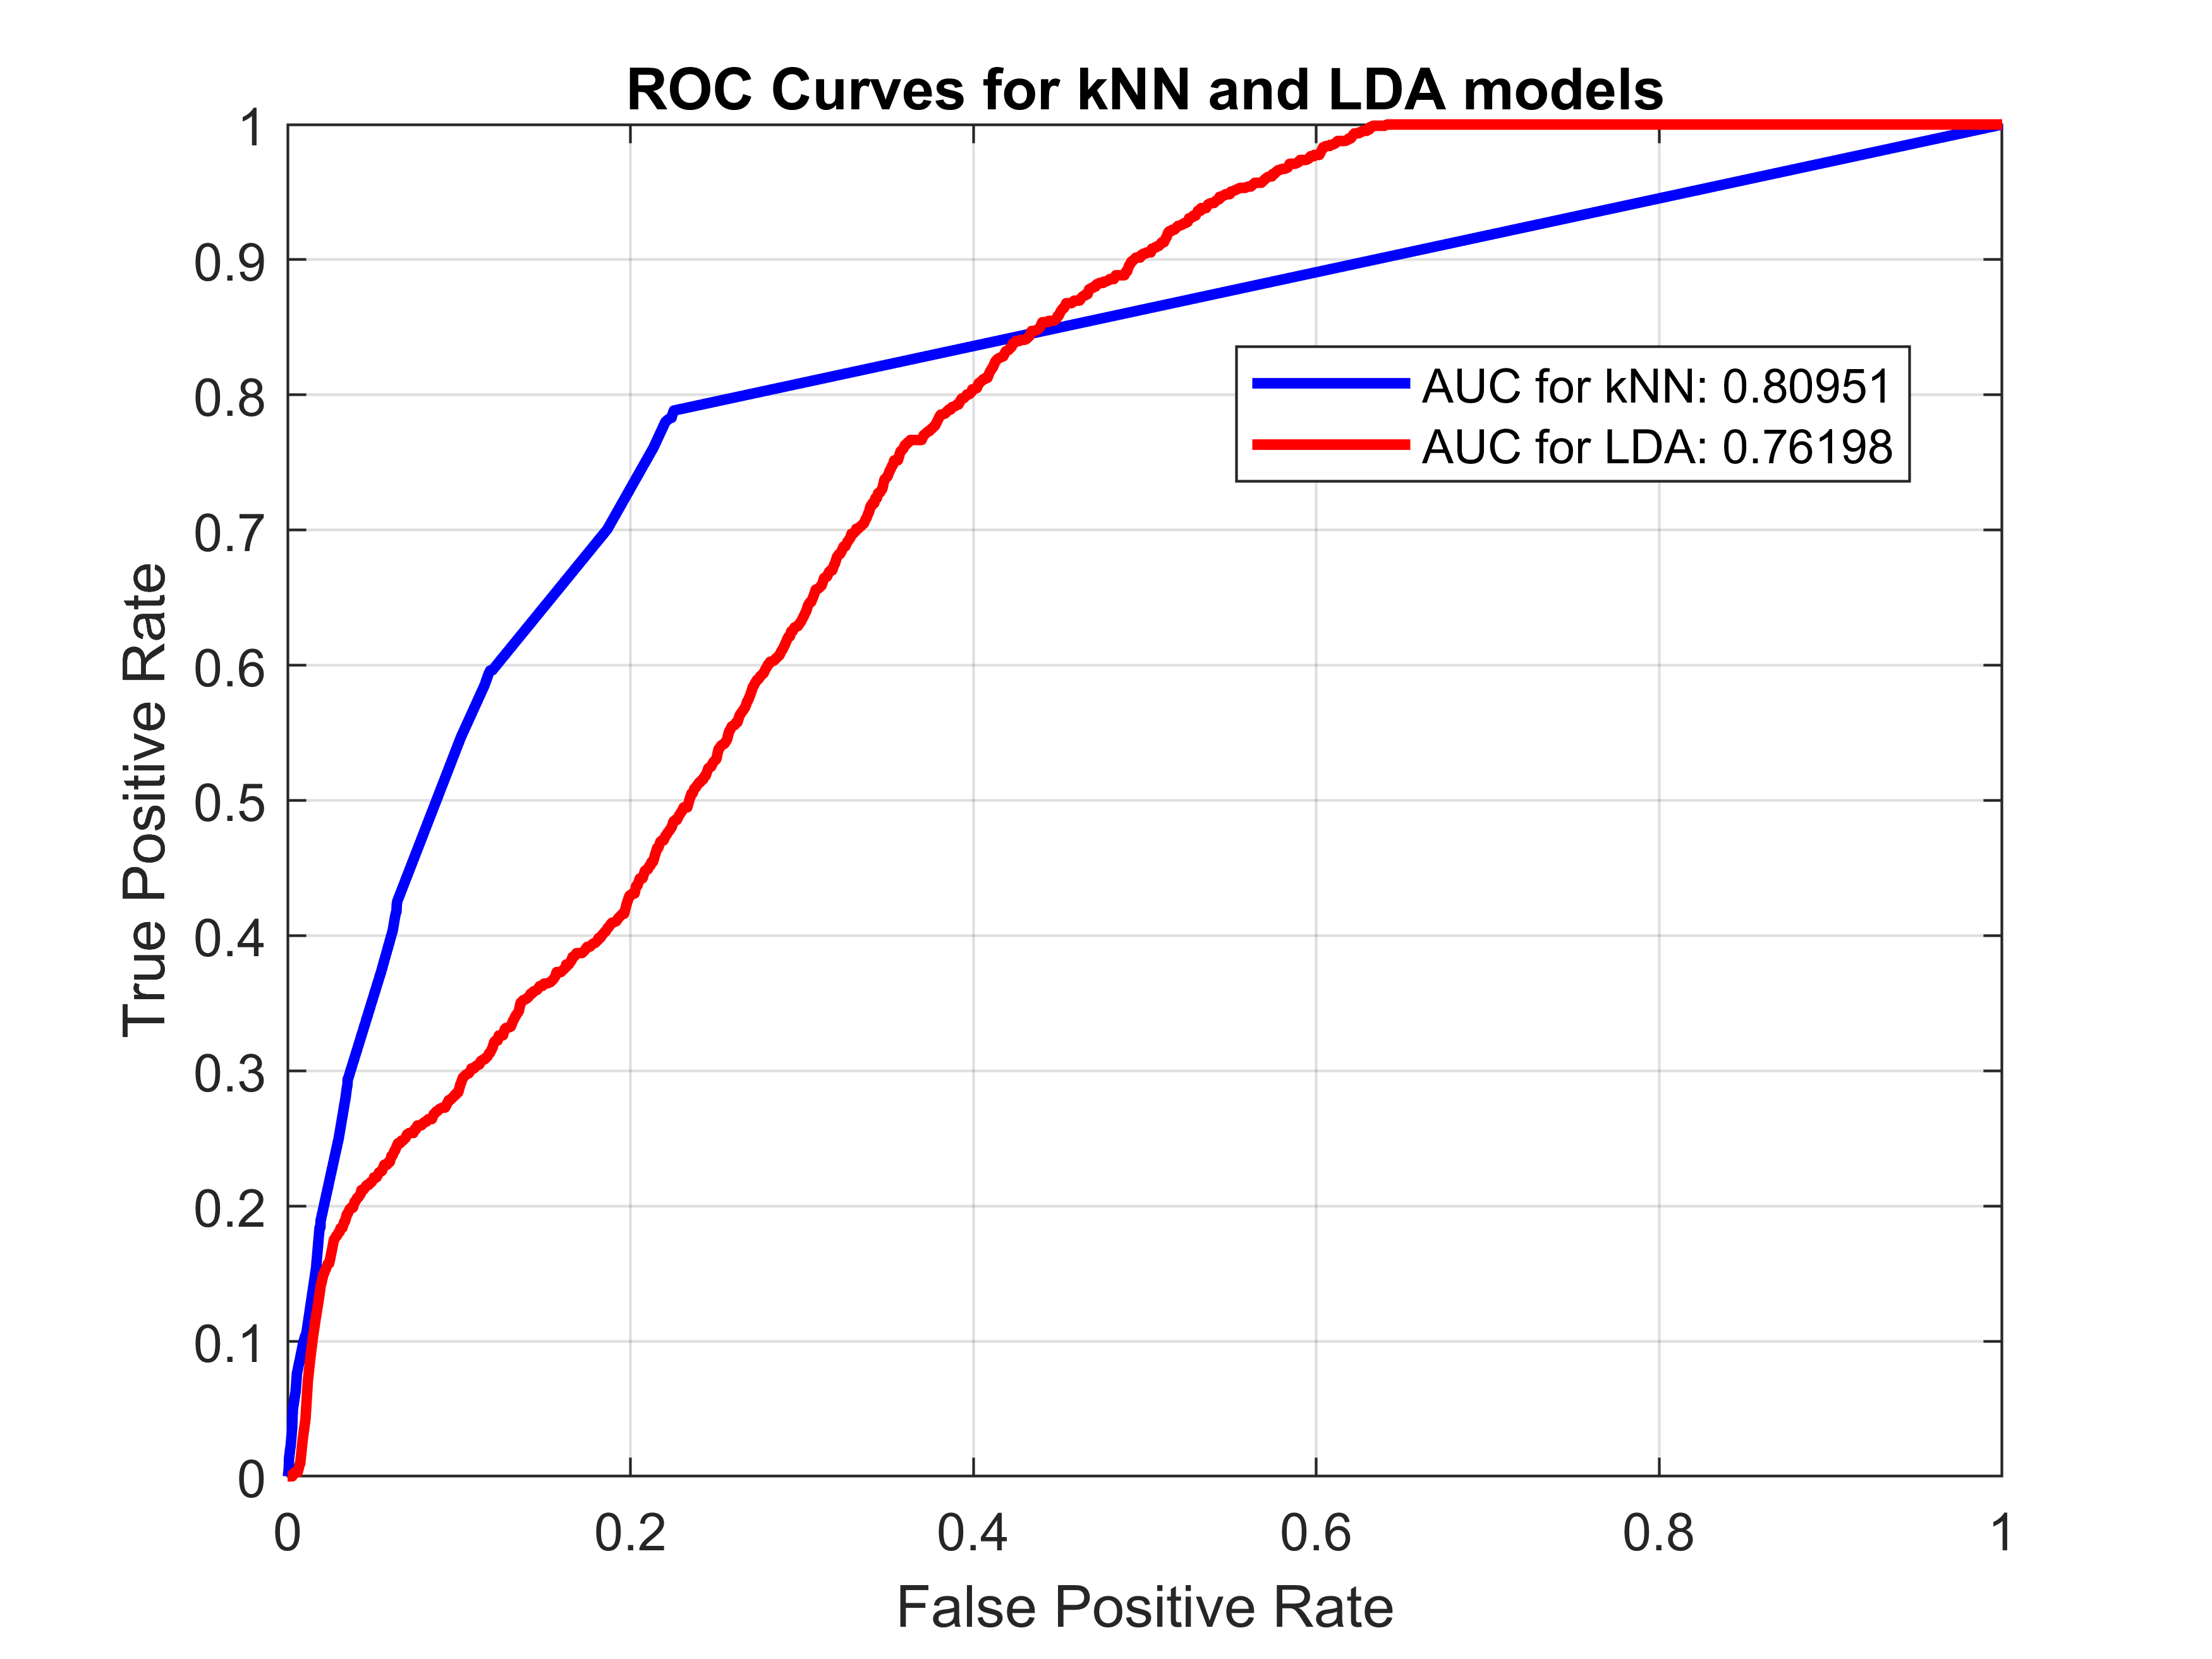 ROC Curves for kNN and LDA models
1
0.9
0.8
0.7
0.6
0.5
0.4
0.3
0.2
0.1
0
True Positive Rate
AUC for kNN: 0.80951
AUC for LDA: 0.76198
0 0.2 0.4 0.6 0.8 1
False Positive Rate